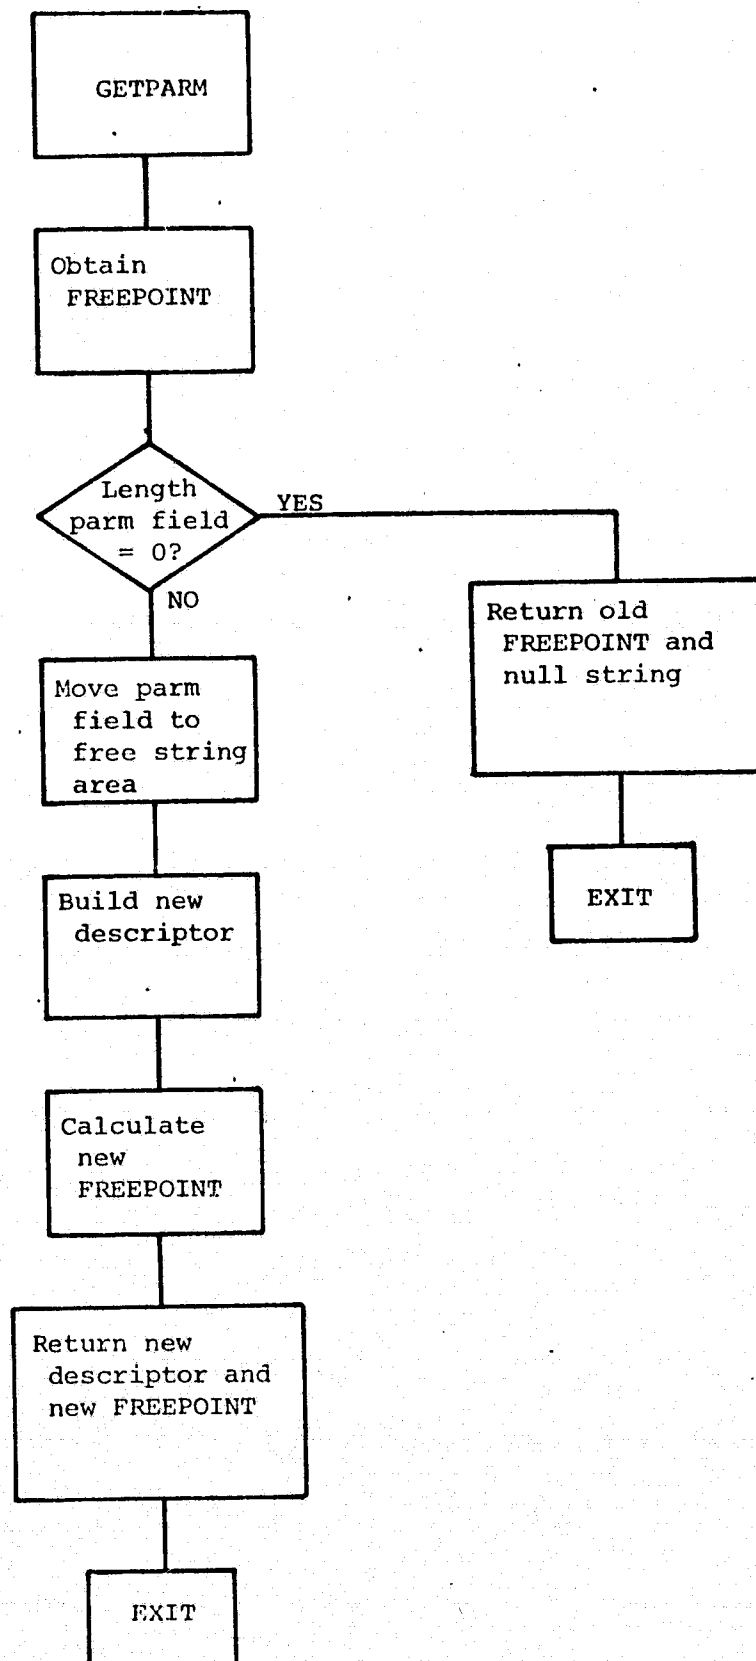 GETPARM
Obtain
FREEPOINT
Length
parm field
= 0?
YES
NO
Return old
FREEPOINT and
null string
EXIT
Move parm
field to
free string
area
Build new
descriptor
Calculate
new
FREEPOINT
Return new
descriptor and
new FREEPOINT
EXIT